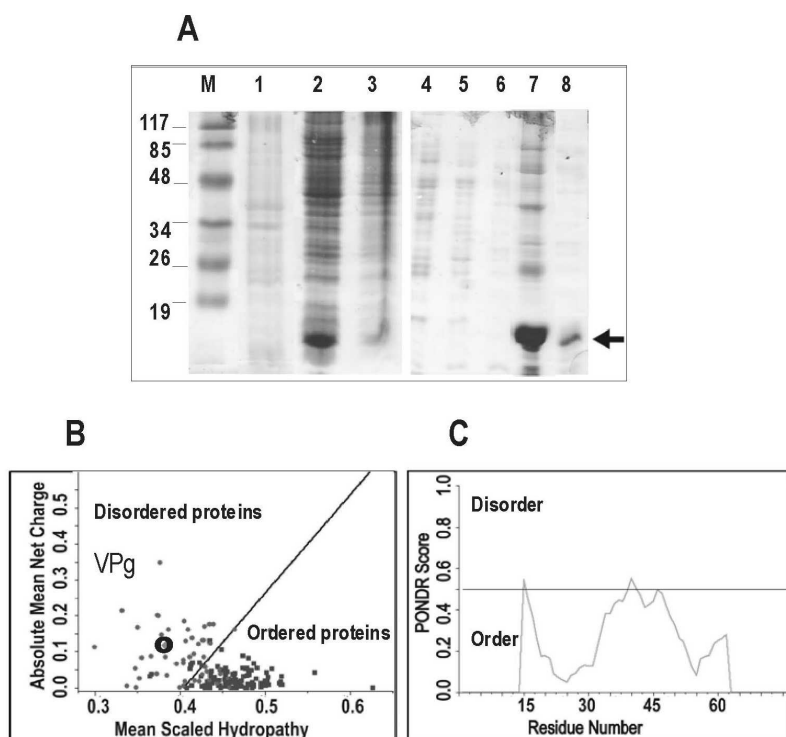 A
M 1 2 3 4 5 6 7 8
117
85
48
34
26
19
B
Absolute Mean Net Charge
0.0 0.1 0.2 0.3 0.4 0.5
Disordered proteins
VPg
Ordered proteins
0.3 0.4 0.5 0.6
Mean Scaled Hydropathy
C
PONDR Score
0.0 0.2 0.4 0.6 0.8 1.0
Disorder
Order
15 30 45 60
Residue Number